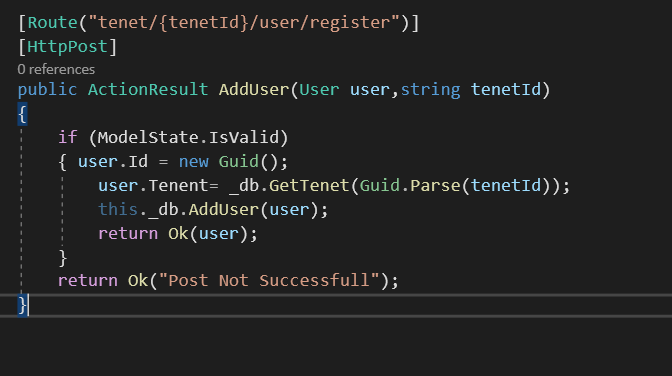 [Route("tenet/{tenetId}/user/register")]
[HttpPost]
0 references
public ActionResult AddUser(User user,string tenetId)
{
if (ModelState.IsValid)
{ user.Id = new Guid();
user.Tenent= _db.GetTenet(Guid.Parse(tenetId));
this._db.AddUser(user);
return Ok(user);
}
return Ok("Post Not Successfull");
}